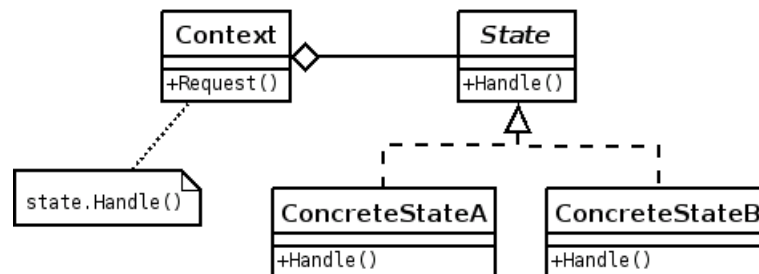 Context
+Request()
State
+Handle()
state.Handle()
ConcreteStateA
+Handle()
ConcreteStateB
+Handle()